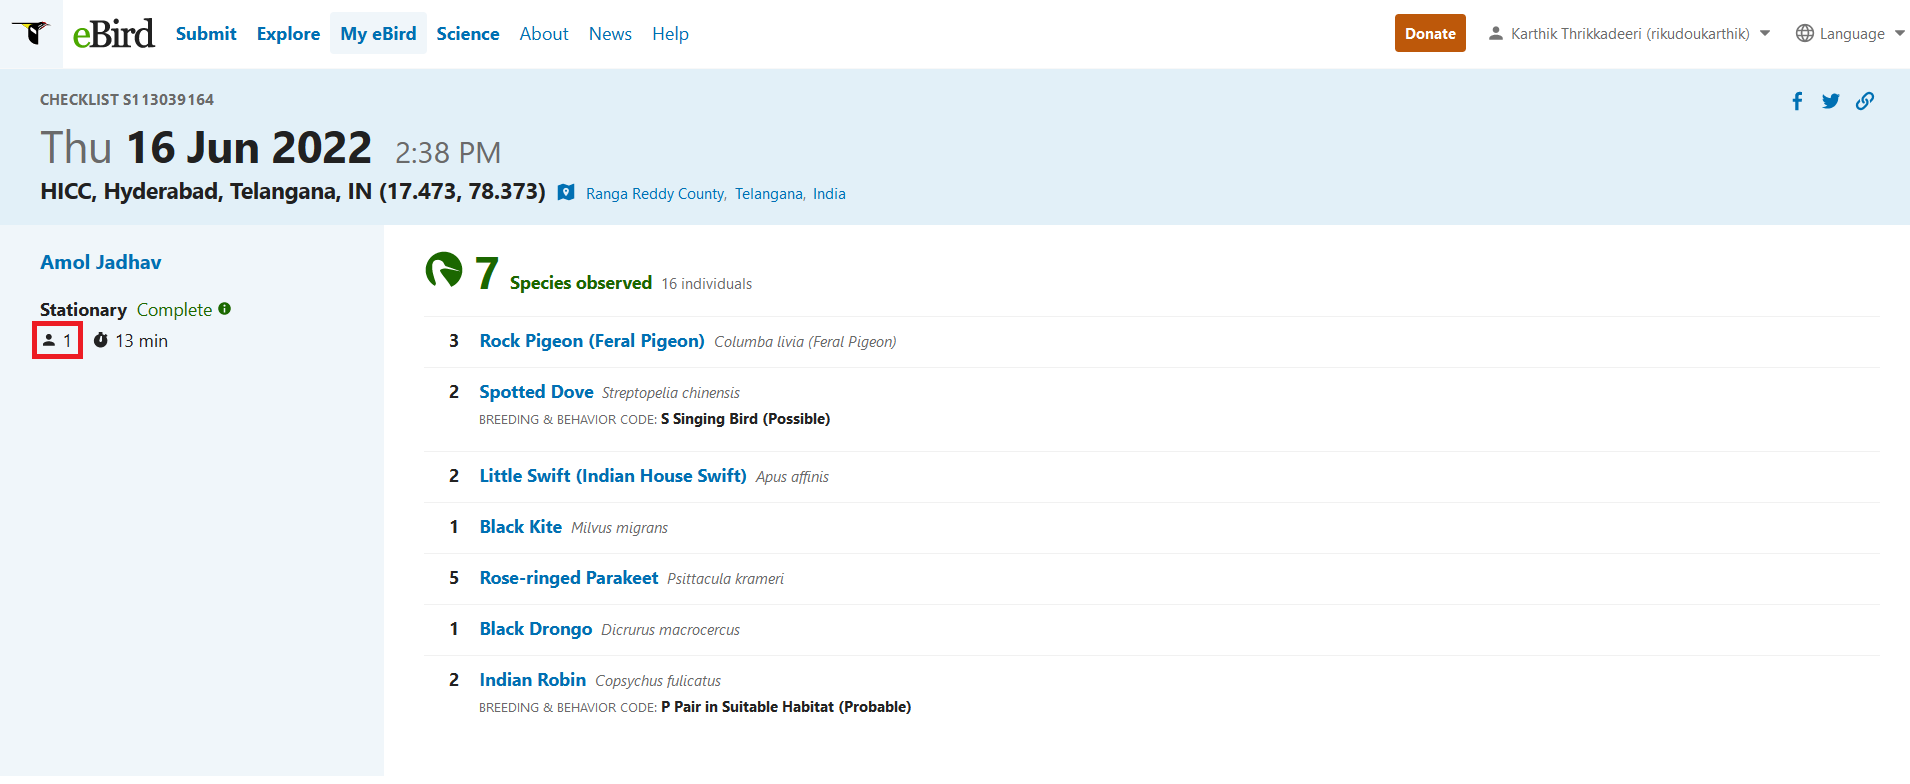 eBird Submit Explore My eBird Science About News Help Donate Karthik Thrikkadeeri (rikudoukarthik) Language
CHECKLIST S113039164
Thu 16 Jun 2022 2:38 PM
HICC, Hyderabad, Telangana, IN (17.473, 78.373) Ranga Reddy County, Telangana, India
Amol Jadhav
Stationary Complete
1 13 min
7 Species observed 16 individuals
3 Rock Pigeon (Feral Pigeon) Columba livia (Feral Pigeon)
2 Spotted Dove Streptopelia chinensis
BREEDING & BEHAVIOR CODE: S Singing Bird (Possible)
2 Little Swift (Indian House Swift) Apus affinis
1 Black Kite Milvus migrans
5 Rose-ringed Parakeet Psittacula krameri
1 Black Drongo Dicrurus macrocercus
2 Indian Robin Copsychus fulicatus
BREEDING & BEHAVIOR CODE: P Pair in Suitable Habitat (Probable)